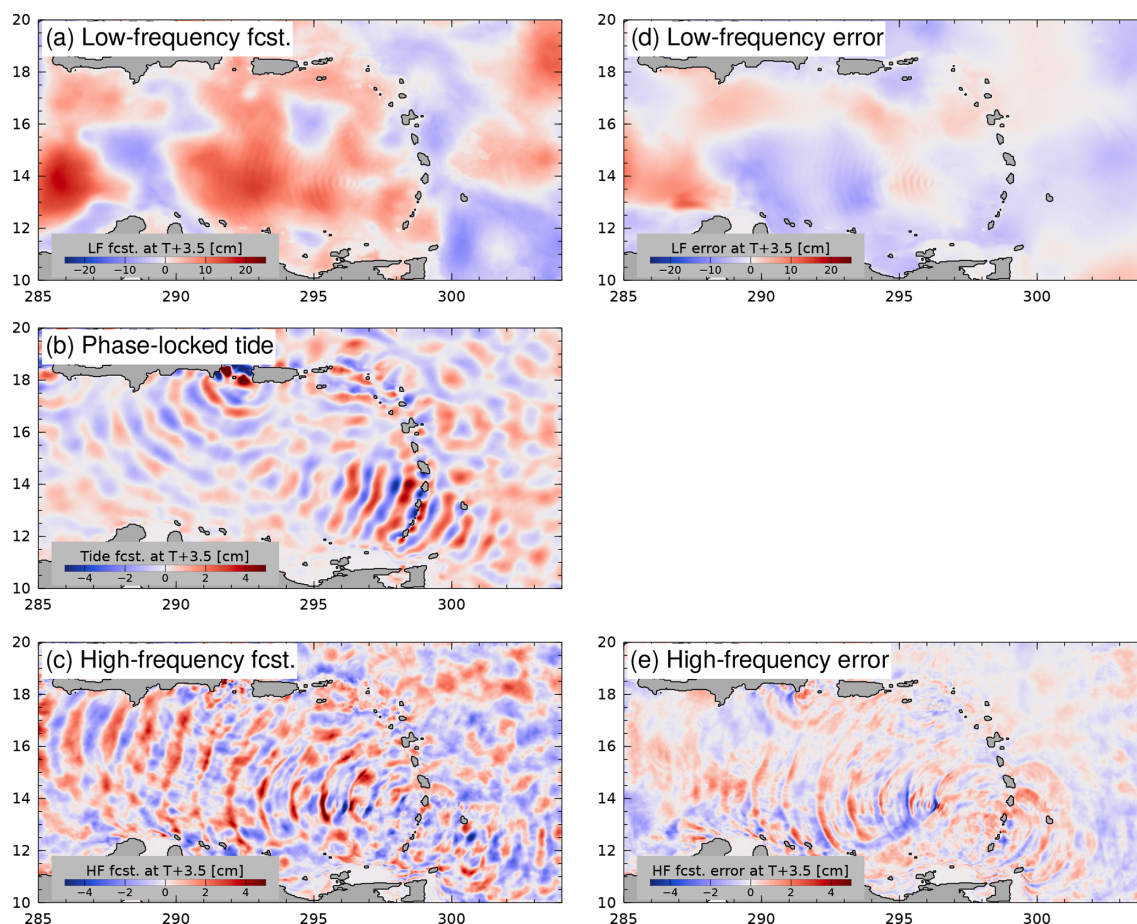 (a) Low-frequency fcst.
20
18
16
14
12
10
LF fcst. at T+3.5 [cm]
−20 −10 0 10 20
285 290 295 300
(d) Low-frequency error
20
18
16
14
12
10
LF error at T+3.5 [cm]
−20 −10 0 10 20
285 290 295 300
(b) Phase-locked tide
20
18
16
14
12
10
Tide fcst. at T+3.5 [cm]
−4 −2 0 2 4
285 290 295 300
(c) High-frequency fcst.
20
18
16
14
12
10
HF fcst. at T+3.5 [cm]
−4 −2 0 2 4
285 290 295 300
(e) High-frequency error
20
18
16
14
12
10
HF fcst. error at T+3.5 [cm]
−4 −2 0 2 4
285 290 295 300